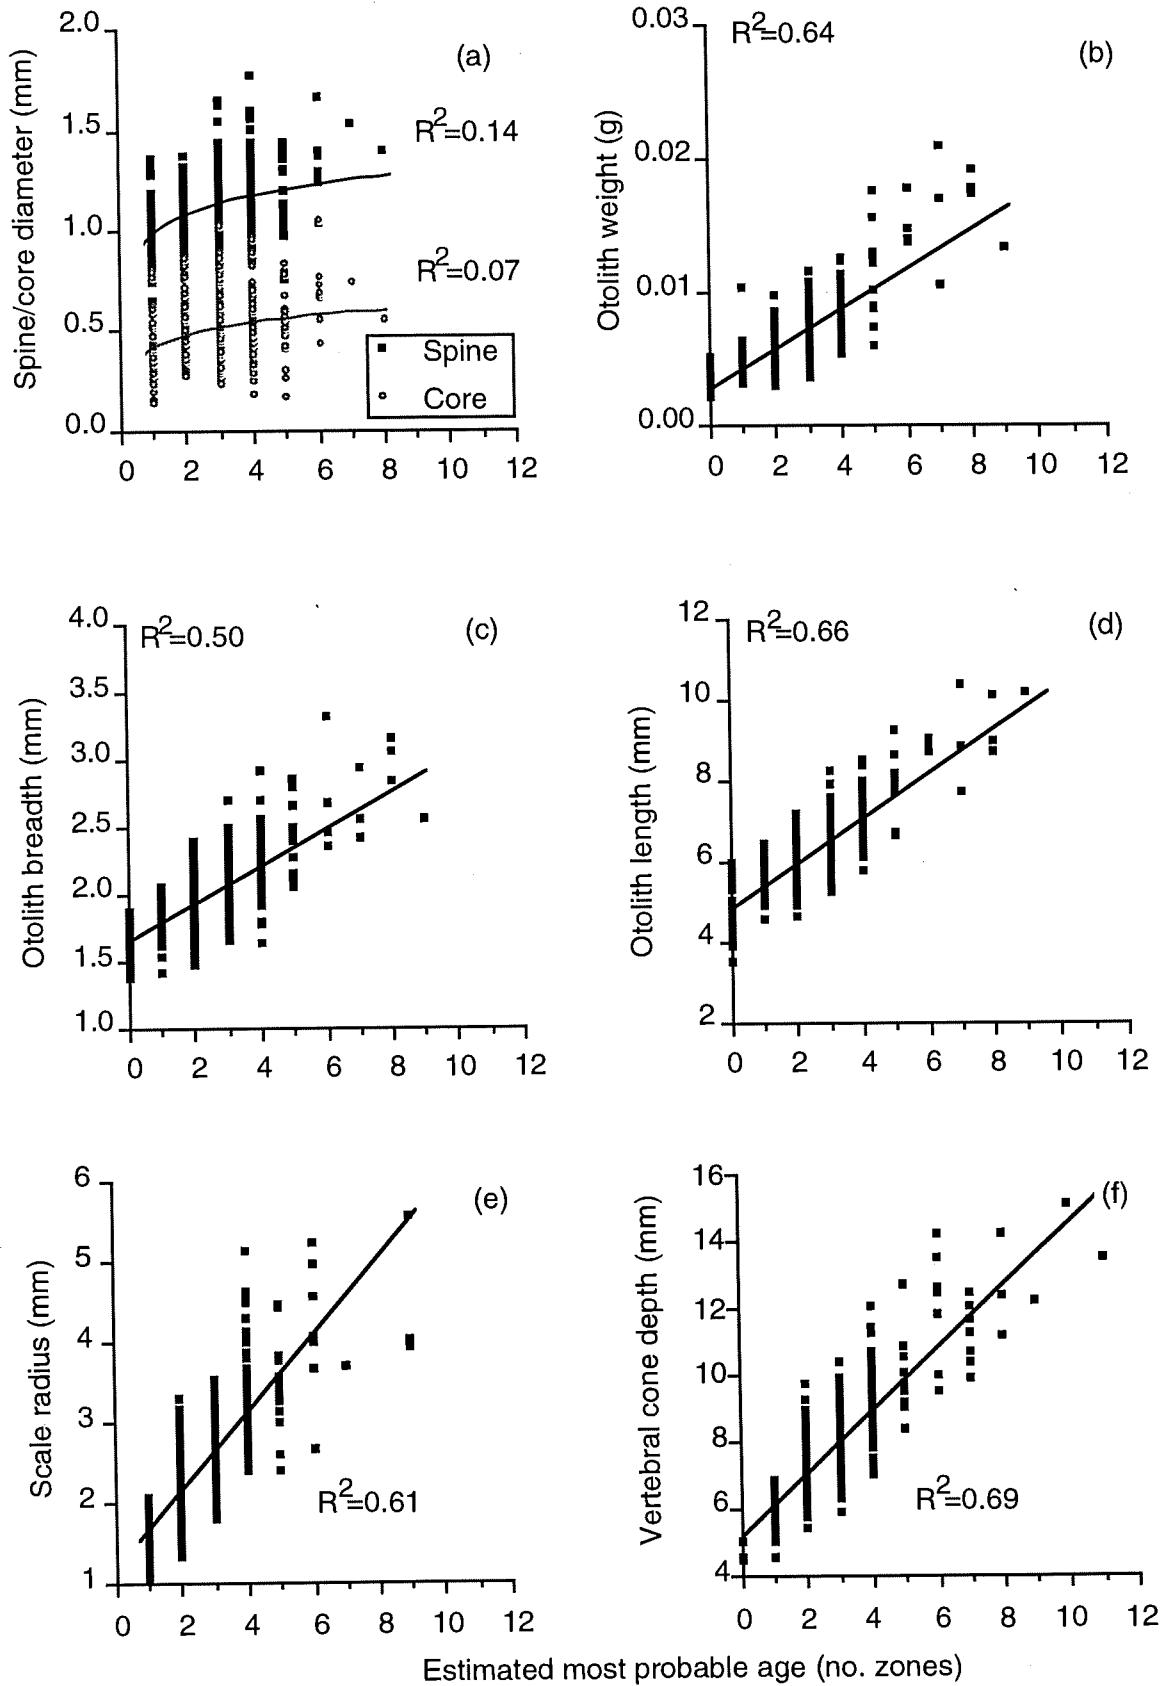 (a)
Spine/core diameter (mm)
2.0
1.5
1.0
0.5
0.0
R²=0.14
R²=0.07
Spine
Core
0 2 4 6 8 10 12
(b)
Otolith weight (g)
0.03
0.02
0.01
0.00
R²=0.64
0 2 4 6 8 10 12
(c)
Otolith breadth (mm)
4.0
3.5
3.0
2.5
2.0
1.5
1.0
R²=0.50
0 2 4 6 8 10 12
(d)
Otolith length (mm)
12
10
8
6
4
2
R²=0.66
0 2 4 6 8 10 12
(e)
Scale radius (mm)
6
5
4
3
2
1
R²=0.61
0 2 4 6 8 10 12
(f)
Vertebral cone depth (mm)
16
14
12
10
8
6
4
R²=0.69
0 2 4 6 8 10 12
Estimated most probable age (no. zones)